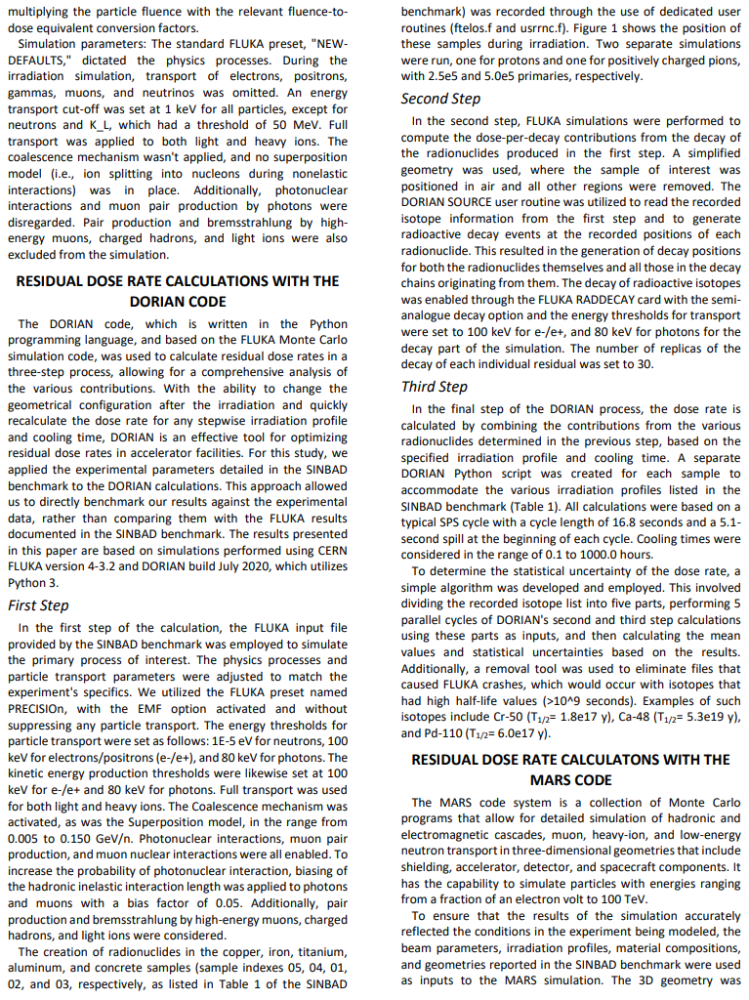 multiplying the particle fluence with the relevant fluence-to-
dose equivalent conversion factors.
Simulation parameters: The standard FLUKA preset, "NEW-
DEFAULTS," dictated the physics processes. During the
irradiation simulation, transport of electrons, positrons,
gammas, muons, and neutrinos was omitted. An energy
transport cut-off was set at 1 keV for all particles, except for
neutrons and K_L, which had a threshold of 50 MeV. Full
transport was applied to both light and heavy ions. The
coalescence mechanism wasn't applied, and no superposition
model (i.e., ion splitting into nucleons during nonelastic
interactions) was in place. Additionally, photonuclear
interactions and muon pair production by photons were
disregarded. Pair production and bremsstrahlung by high-
energy muons, charged hadrons, and light ions were also
excluded from the simulation.
RESIDUAL DOSE RATE CALCULATIONS WITH THE
DORIAN CODE
The DORIAN code, which is written in the Python
programming language, and based on the FLUKA Monte Carlo
simulation code, was used to calculate residual dose rates in a
three-step process, allowing for a comprehensive analysis of
the various contributions. With the ability to change the
geometrical configuration after the irradiation and quickly
recalculate the dose rate for any stepwise irradiation profile
and cooling time, DORIAN is an effective tool for optimizing
residual dose rates in accelerator facilities. For this study, we
applied the experimental parameters detailed in the SINBAD
benchmark to the DORIAN calculations. This approach allowed
us to directly benchmark our results against the experimental
data, rather than comparing them with the FLUKA results
documented in the SINBAD benchmark. The results presented
in this paper are based on simulations performed using CERN
FLUKA version 4-3.2 and DORIAN build July 2020, which utilizes
Python 3.
First Step
In the first step of the calculation, the FLUKA input file
provided by the SINBAD benchmark was employed to simulate
the primary process of interest. The physics processes and
particle transport parameters were adjusted to match the
experiment's specifics. We utilized the FLUKA preset named
PRECISIOn, with the EMF option activated and without
suppressing any particle transport. The energy thresholds for
particle transport were set as follows: 1E-5 eV for neutrons, 100
keV for electrons/positrons (e-/e+), and 80 keV for photons. The
kinetic energy production thresholds were likewise set at 100
keV for e-/e+ and 80 keV for photons. Full transport was used
for both light and heavy ions. The Coalescence mechanism was
activated, as was the Superposition model, in the range from
0.005 to 0.150 GeV/n. Photonuclear interactions, muon pair
production, and muon nuclear interactions were all enabled. To
increase the probability of photonuclear interaction, biasing of
the hadronic inelastic interaction length was applied to photons
and muons with a bias factor of 0.05. Additionally, pair
production and bremsstrahlung by high-energy muons, charged
hadrons, and light ions were considered.
The creation of radionuclides in the copper, iron, titanium,
aluminum, and concrete samples (sample indexes 05, 04, 01,
02, and 03, respectively, as listed in Table 1 of the SINBAD
benchmark) was recorded through the use of dedicated user
routines (ftelos.f and usrrnc.f). Figure 1 shows the position of
these samples during irradiation. Two separate simulations
were run, one for protons and one for positively charged pions,
with 2.5e5 and 5.0e5 primaries, respectively.
Second Step
In the second step, FLUKA simulations were performed to
compute the dose-per-decay contributions from the decay of
the radionuclides produced in the first step. A simplified
geometry was used, where the sample of interest was
positioned in air and all other regions were removed. The
DORIAN SOURCE user routine was utilized to read the recorded
isotope information from the first step and to generate
radioactive decay events at the recorded positions of each
radionuclide. This resulted in the generation of decay positions
for both the radionuclides themselves and all those in the decay
chains originating from them. The decay of radioactive isotopes
was enabled through the FLUKA RADDECAY card with the semi-
analogue decay option and the energy thresholds for transport
were set to 100 keV for e-/e+, and 80 keV for photons for the
decay part of the simulation. The number of replicas of the
decay of each individual residual was set to 30.
Third Step
In the final step of the DORIAN process, the dose rate is
calculated by combining the contributions from the various
radionuclides determined in the previous step, based on the
specified irradiation profile and cooling time. A separate
DORIAN Python script was created for each sample to
accommodate the various irradiation profiles listed in the
SINBAD benchmark (Table 1). All calculations were based on a
typical SPS cycle with a cycle length of 16.8 seconds and a 5.1-
second spill at the beginning of each cycle. Cooling times were
considered in the range of 0.1 to 1000.0 hours.
To determine the statistical uncertainty of the dose rate, a
simple algorithm was developed and employed. This involved
dividing the recorded isotope list into five parts, performing 5
parallel cycles of DORIAN's second and third step calculations
using these parts as inputs, and then calculating the mean
values and statistical uncertainties based on the results.
Additionally, a removal tool was used to eliminate files that
caused FLUKA crashes, which would occur with isotopes that
had high half-life values (>10^9 seconds). Examples of such
isotopes include Cr-50 (T1/2= 1.8e17 y), Ca-48 (T1/2= 5.3e19 y),
and Pd-110 (T1/2= 6.0e17 y).
RESIDUAL DOSE RATE CALCULATONS WITH THE
MARS CODE
The MARS code system is a collection of Monte Carlo
programs that allow for detailed simulation of hadronic and
electromagnetic cascades, muon, heavy-ion, and low-energy
neutron transport in three-dimensional geometries that include
shielding, accelerator, detector, and spacecraft components. It
has the capability to simulate particles with energies ranging
from a fraction of an electron volt to 100 TeV.
To ensure that the results of the simulation accurately
reflected the conditions in the experiment being modeled, the
beam parameters, irradiation profiles, material compositions,
and geometries reported in the SINBAD benchmark were used
as inputs to the MARS simulation. The 3D geometry was